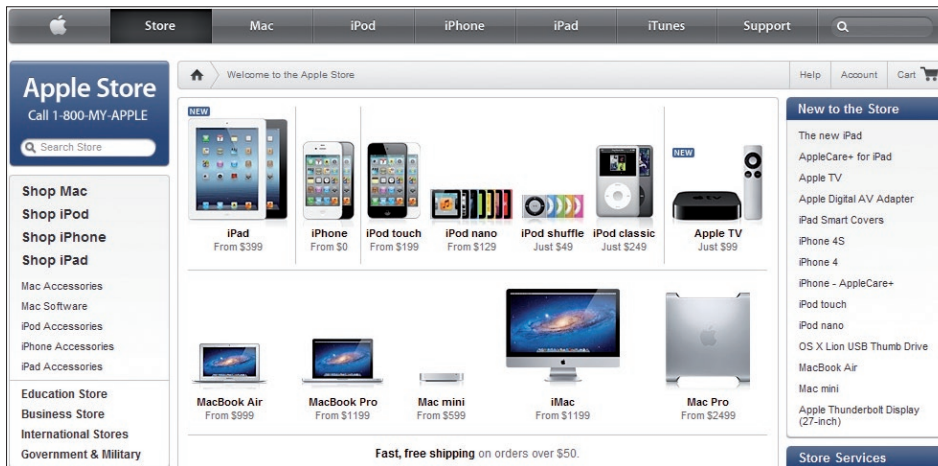 Store Mac iPod iPhone iPad iTunes Support
Apple Store
Call 1-800-MY-APPLE
Search Store
Shop Mac
Shop iPod
Shop iPhone
Shop iPad
Mac Accessories
Mac Software
iPod Accessories
iPhone Accessories
iPad Accessories
Education Store
Business Store
International Stores
Government & Military
Welcome to the Apple Store
Help Account Cart
NEW
iPad
From $399
iPhone
From $0
iPod touch
From $199
iPod nano
From $129
iPod shuffle
Just $49
iPod classic
Just $249
NEW
Apple TV
Just $99
MacBook Air
From $999
MacBook Pro
From $1199
Mac mini
From $599
iMac
From $1199
Mac Pro
From $2499
Fast, free shipping on orders over $50.
New to the Store
The new iPad
AppleCare+ for iPad
Apple TV
Apple Digital AV Adapter
iPad Smart Covers
iPhone 4S
iPhone 4
iPhone - AppleCare+
iPod touch
iPod nano
OS X Lion USB Thumb Drive
MacBook Air
Mac mini
Apple Thunderbolt Display
(27-inch)
Store Services